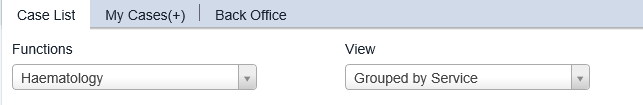 Case List My Cases(+) Back Office
Functions View
Haematology Grouped by Service